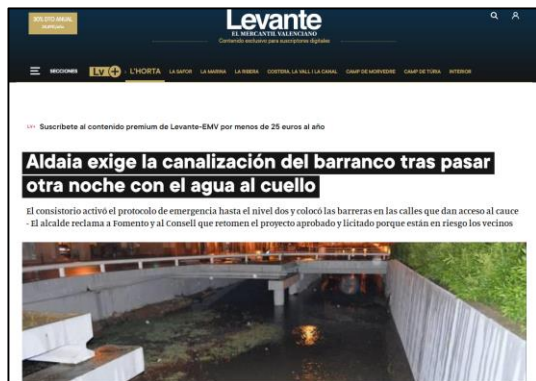 Levante
EL MERCANTIL VALENCIANO
Contenido exclusivo para suscriptores digitales
SECCIONES Lv+ L'HORTA LA SAFOR LA MARINA LA RIBERA COSTERA, LA VALL I LA CANAL CAMP DE MORVEDRE CAMP DE TÚRIA INTERIOR
Suscríbete al contenido premium de Levante-EMV por menos de 25 euros al año
Aldaia exige la canalización del barranco tras pasar
otra noche con el agua al cuello
El consistorio activó el protocolo de emergencia hasta el nivel dos y colocó las barreras en las calles que dan acceso al cauce
- El alcalde reclama a Fomento y al Consell que retomen el proyecto aprobado y licitado porque están en riesgo los vecinos